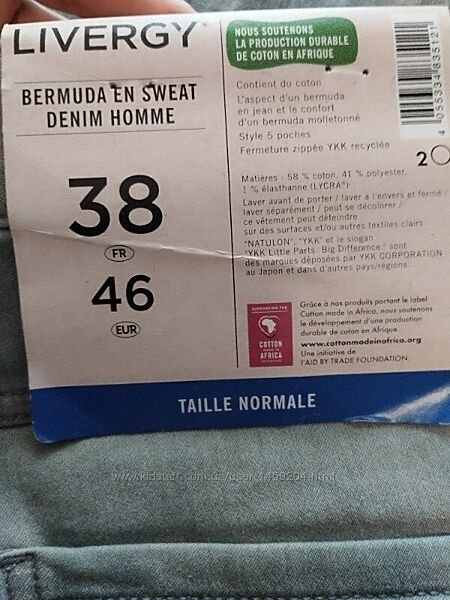 LIVERGY
BERMUDA EN SWEAT
DENIM HOMME
38
FR
46
EUR
NOUS SOUTENONS
LA PRODUCTION DURABLE
DE COTON EN AFRIQUE
Contient du coton
L'aspect d'un bermuda
en jean et le confort
d'un bermuda molletonné
Style 5 poches
Fermeture zippée YKK recyclée
Matières : 58 % coton, 41 % polyester,
1 % élasthanne (LYCRA®)
Laver avant de porter / laver à l'envers et fermé /
laver séparément / peut se décolorer /
ce vêtement peut déteindre
sur des surfaces et/ou autres textiles clairs
"NATULON", "YKK" et le slogan
"YKK Little Parts. Big Difference." sont
des marques déposées par YKK CORPORATION
au Japon et dans d'autres pays/régions.
4 055334 835121
SUPPORTING THE
COTTON
MADE IN
AFRICA
Grâce à nos produits portant le label
Cotton made in Africa, nous soutenons
le développement d'une production
durable de coton en Afrique.
www.cottonmadeinafrica.org
Une initiative de
l'AID BY TRADE FOUNDATION.
TAILLE NORMALE